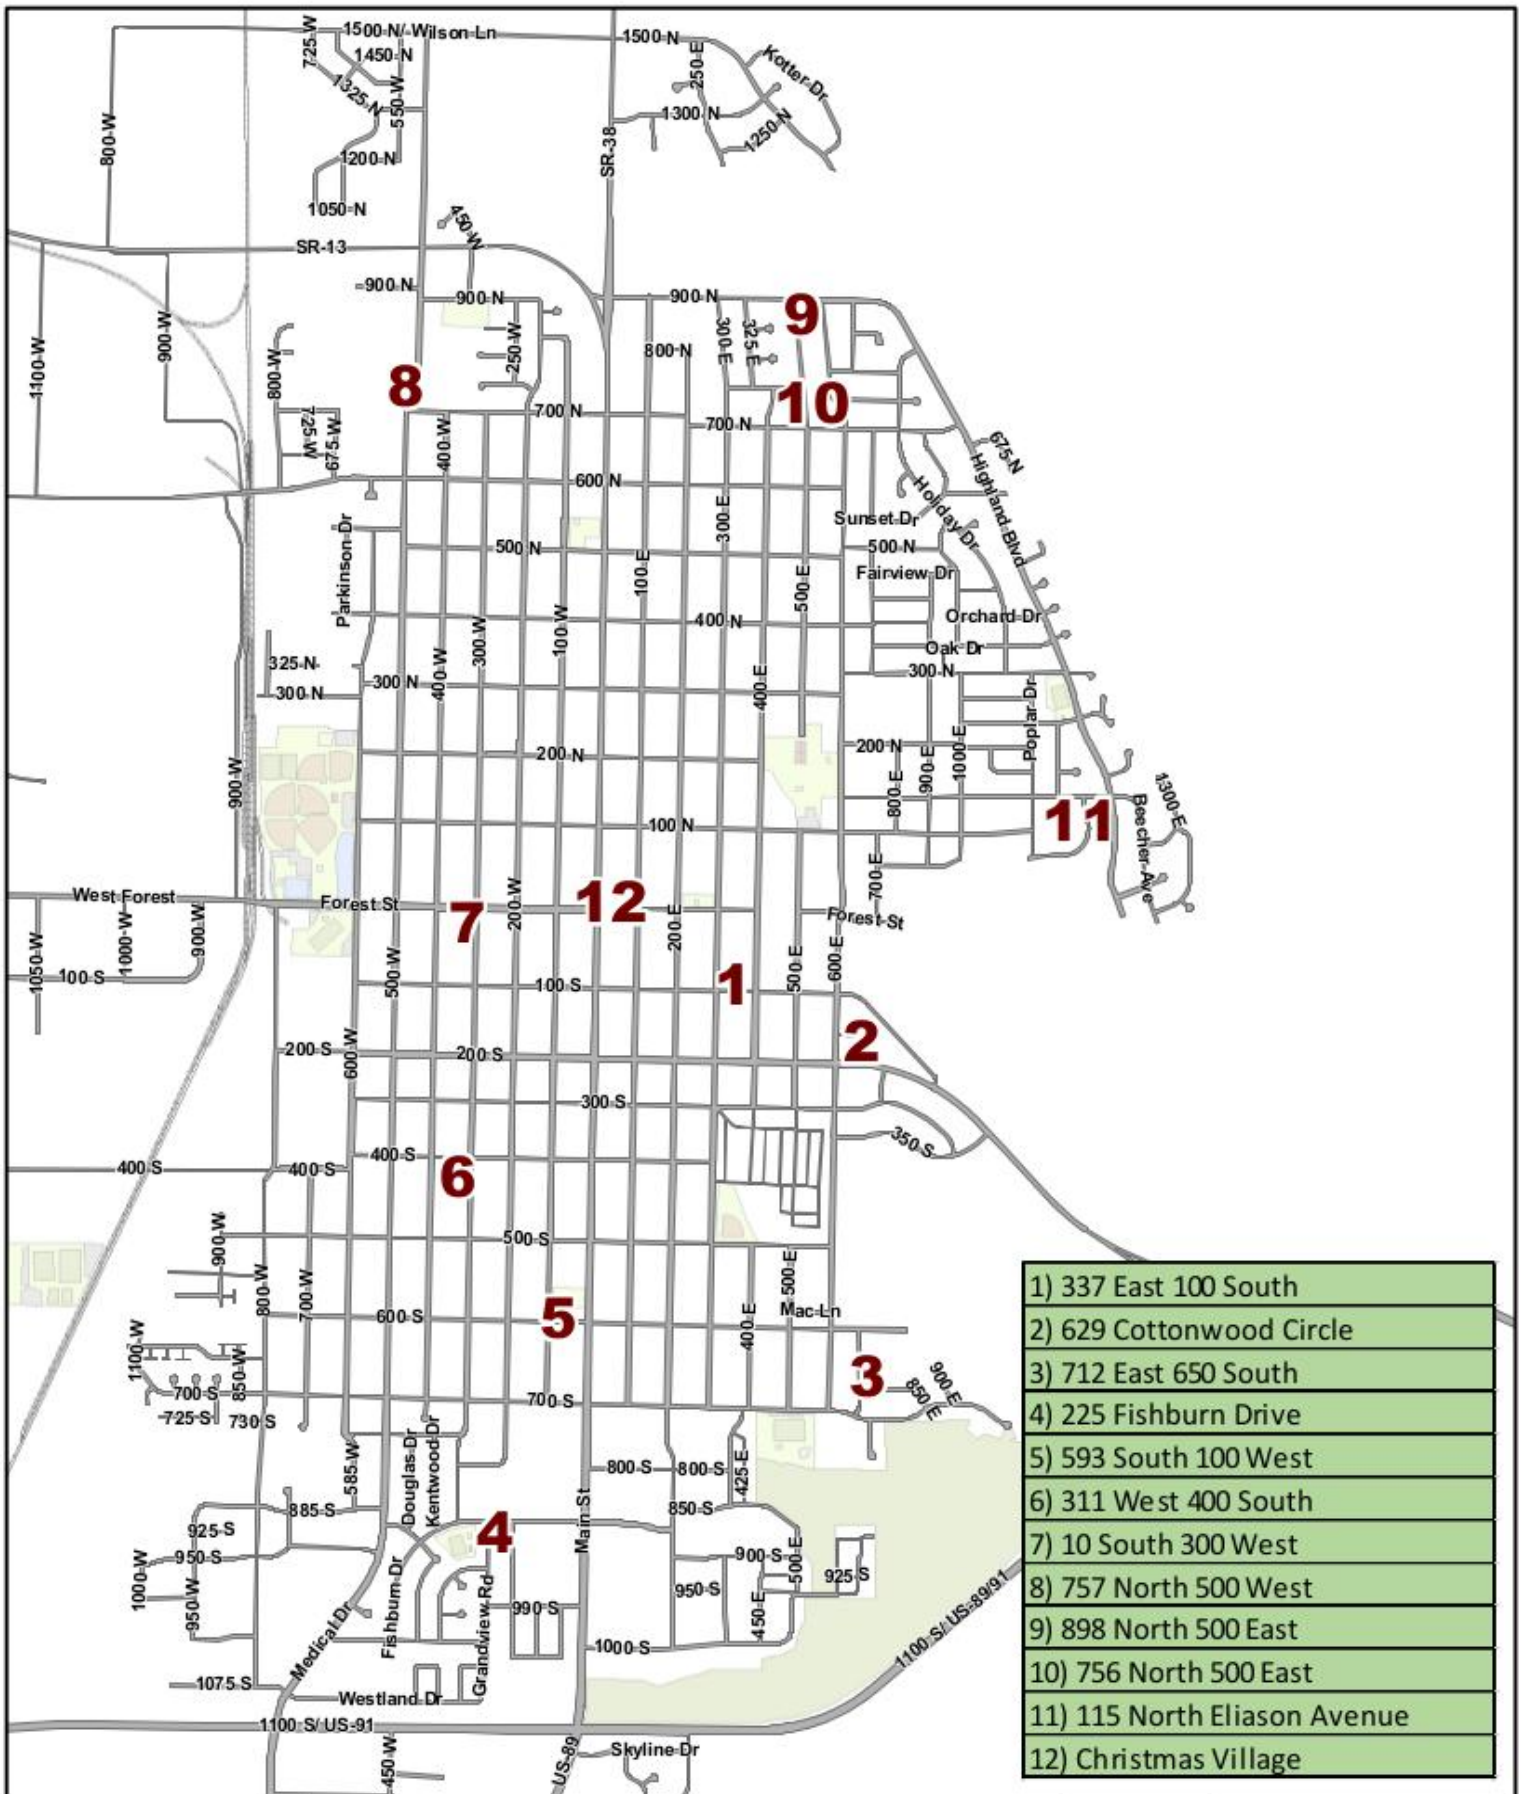 1500 N/ Wilson Ln
1500 N
725 W
1450 N
250 E
Kotter Dr
1325 N
550 W
1300 N
1250 N
800 W
SR-38
1200 N
1050 N
450 W
SR-13
900 N
900 N
900 N
9
1100 W
900 W
800 W
250 W
800 N
300 E
325 E
8
10
700 N
700 N
725 W
675 W
400 W
675 N
Highland Blvd
600 N
Holiday Dr
300 E
Sunset Dr
Parkinson Dr
500 N
500 N
100 E
500 E
Fairview Dr
400 N
Orchard Dr
100 W
300 W
Oak Dr
325 N
300 N
300 N
400 W
400 E
300 N
Poplar Dr
200 N
200 N
900 W
800 E
900 E
1000 E
1300 E
Beecher Ave
11
100 N
700 E
West Forest
Forest St
7
200 W
12
200 E
Forest St
1050 W
1000 W
900 W
100 S
500 W
100 S
1
500 E
600 E
2
200 S
600 W
200 S
300 S
350 S
400 S
400 S
400 S
6
900 W
500 S
800 W
700 W
600 S
5
400 E
500 E
Mac Ln
1100 W
850 W
3
900 E
850 E
700 S
725 S
730 S
700 S
585 W
Douglas Dr
Kentwood Dr
800 S
800 S
425 E
885 S
850 S
Main St
4
925 S
950 S
1000 W
950 W
Fishburn Dr
Grandview Rd
900 S
500 E
925 S
950 S
450 E
990 S
1000 S
Medical Dr
1075 S
Westland Dr
1100 S/ US-89/91
1100 S/ US-91
450 W
US-89
Skyline Dr
1) 337 East 100 South
2) 629 Cottonwood Circle
3) 712 East 650 South
4) 225 Fishburn Drive
5) 593 South 100 West
6) 311 West 400 South
7) 10 South 300 West
8) 757 North 500 West
9) 898 North 500 East
10) 756 North 500 East
11) 115 North Eliason Avenue
12) Christmas Village